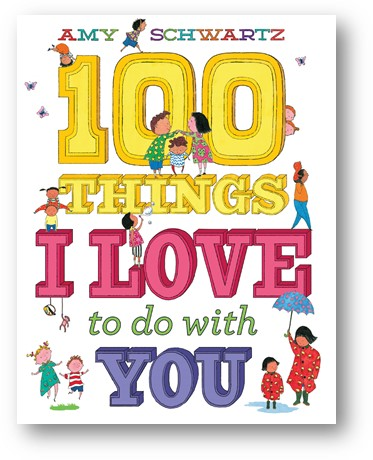 AMY SCHWARTZ
100
THINGS
I LOVE
to do with
YOU